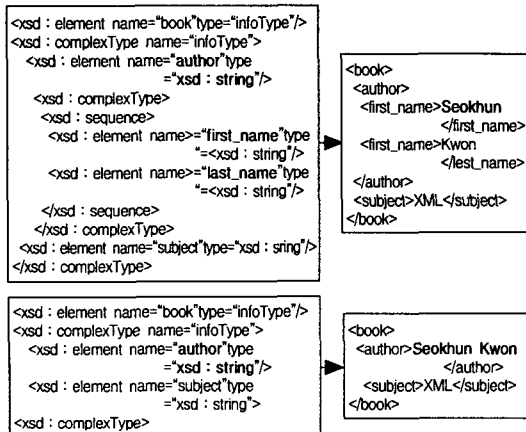 <xsd : element name=“book”type=“infoType”/>
<xsd : complexType name=“infoType”>
<xsd : element name=“author”type
=“xsd : string”/>
<xsd : complexType>
<xsd : sequence>
<xsd : element name>=“first_name”type
“=<xsd : string”/>
<xsd : element name>=“last_name”type
“=<xsd : string”/>
</xsd : sequence>
</xsd : complexType>
<xsd : element name=“subject”type=“xsd : sring”/>
</xsd : complexType>
<book>
<author>
<first_name>Seokhun
</first_name>
<first_name>Kwon
</lest_name>
</author>
<subject>XML</subject>
</book>
<xsd : element name=“book”type=“infoType”/>
<xsd : complexType name=“infoType”>
<xsd : element name=“author”type
=“xsd : string”/>
<xsd : element name=“subject”type
=“xsd : string”>
<xsd : complexType>
<book>
<author>Seokhun Kwon
</author>
<subject>XML</subject>
</book>